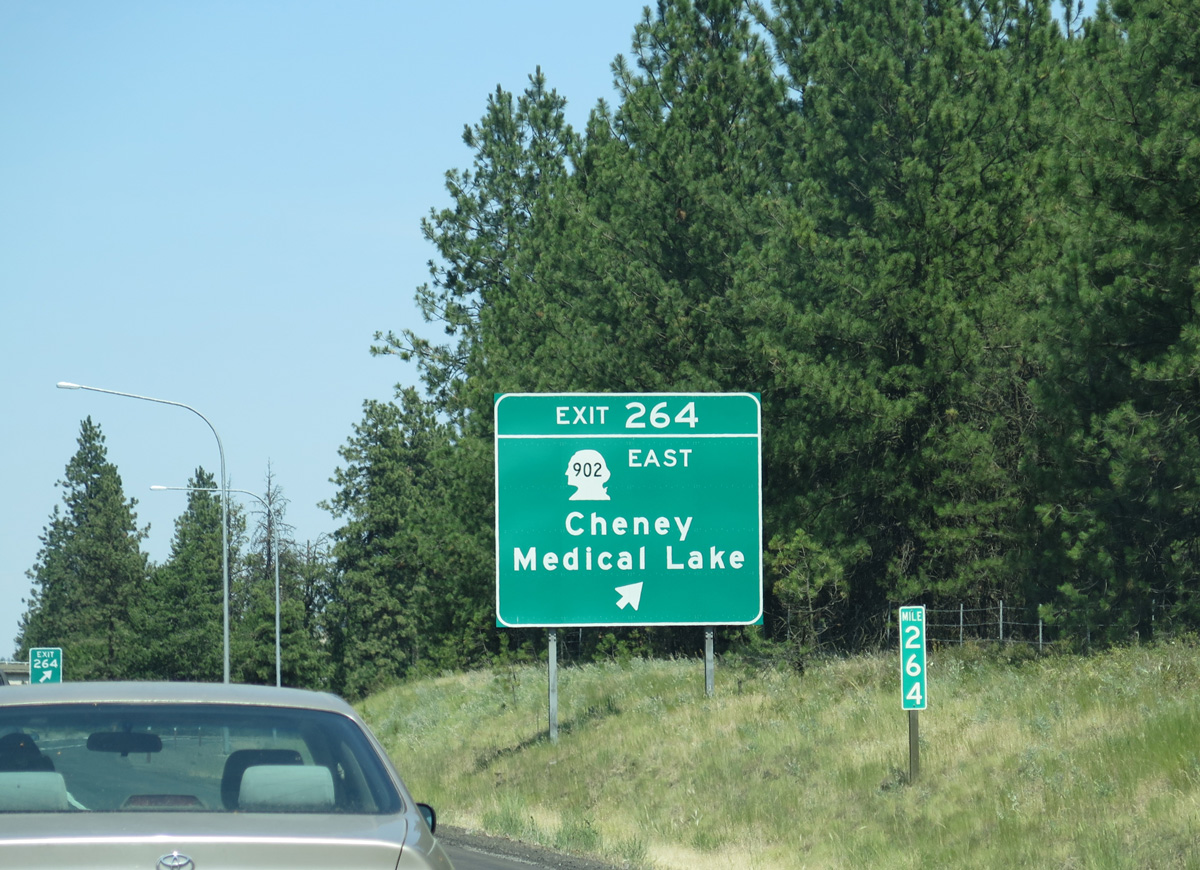 EXIT 264
902 EAST
Cheney
Medical Lake
MILE
2
6
4
EXIT
264